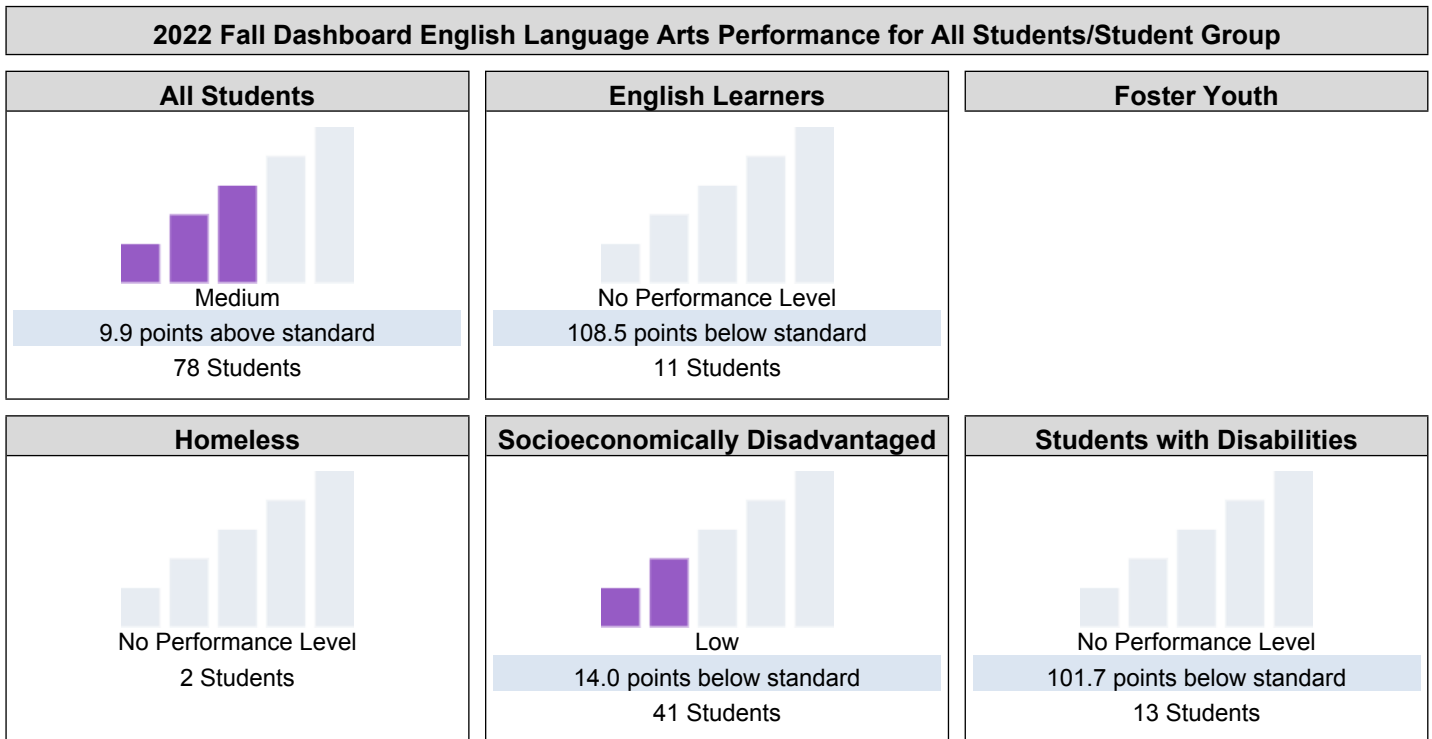 2022 Fall Dashboard English Language Arts Performance for All Students/Student Group
All Students
Medium
9.9 points above standard
78 Students
English Learners
No Performance Level
108.5 points below standard
11 Students
Foster Youth
Homeless
No Performance Level
2 Students
Socioeconomically Disadvantaged
Low
14.0 points below standard
41 Students
Students with Disabilities
No Performance Level
101.7 points below standard
13 Students